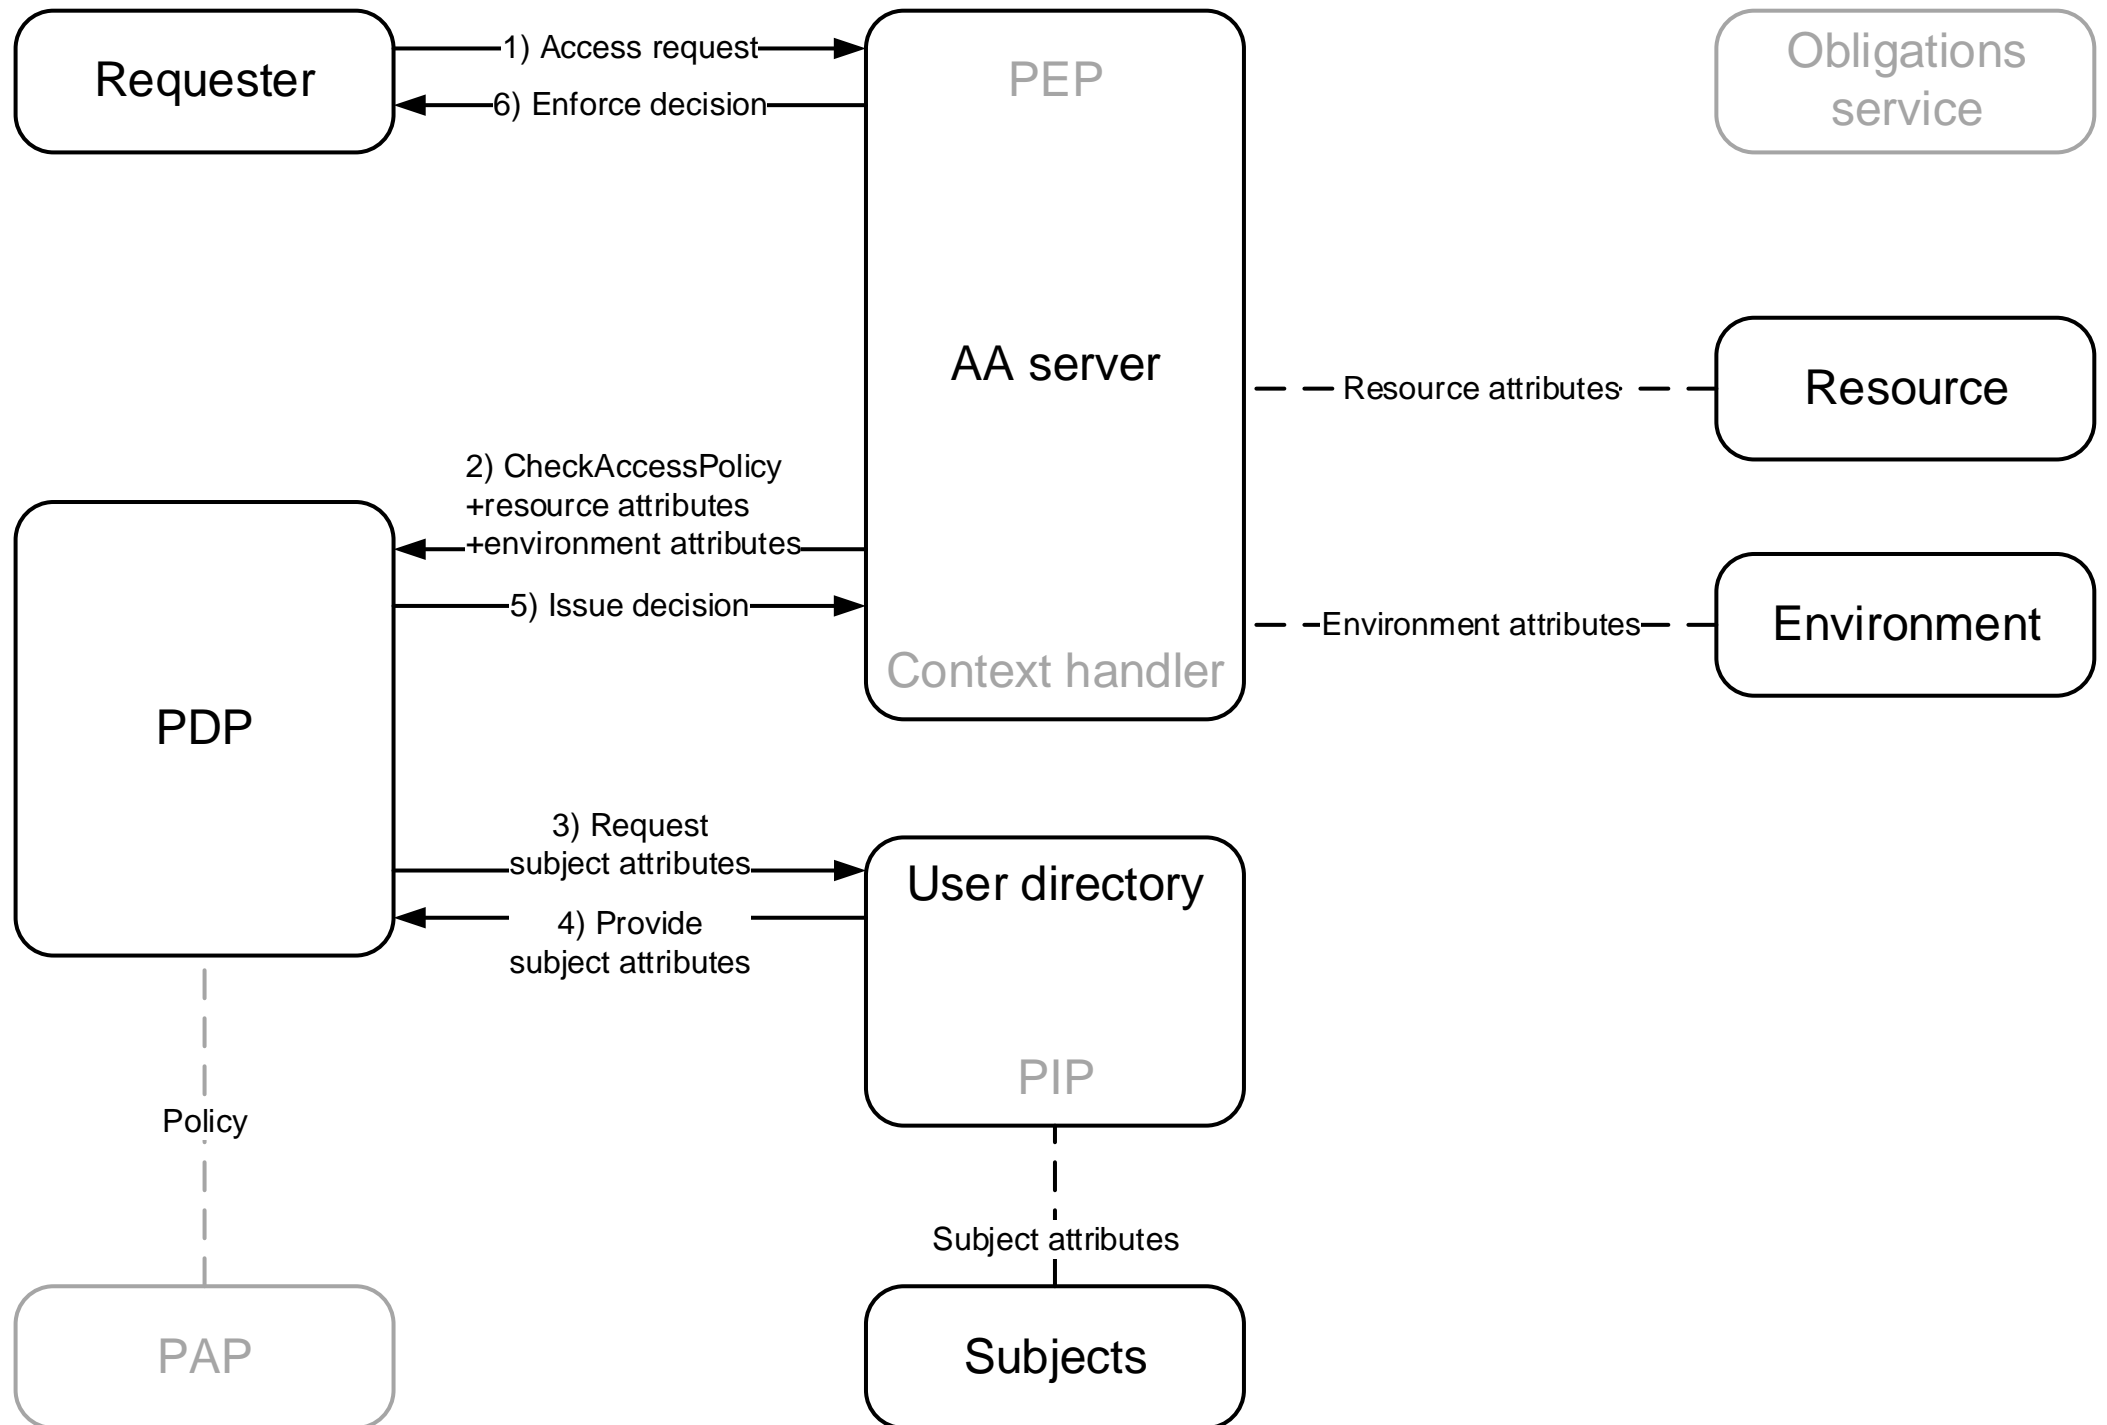 Requester
1) Access request
6) Enforce decision
PEP
Obligations
service
AA server
Resource attributes
Resource
2) CheckAccessPolicy
+resource attributes
+environment attributes
5) Issue decision
Environment attributes
Environment
Context handler
PDP
3) Request
subject attributes
4) Provide
subject attributes
User directory
PIP
Policy
Subject attributes
PAP
Subjects